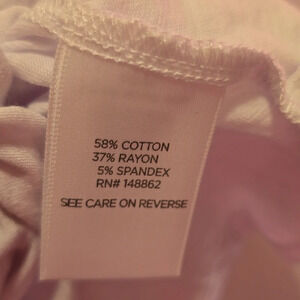 58% COTTON
37% RAYON
5% SPANDEX
RN# 148862
SEE CARE ON REVERSE